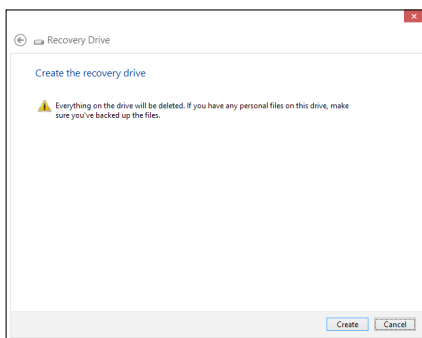 Recovery Drive
Create the recovery drive
Everything on the drive will be deleted. If you have any personal files on this drive, make
sure you've backed up the files.
Create Cancel